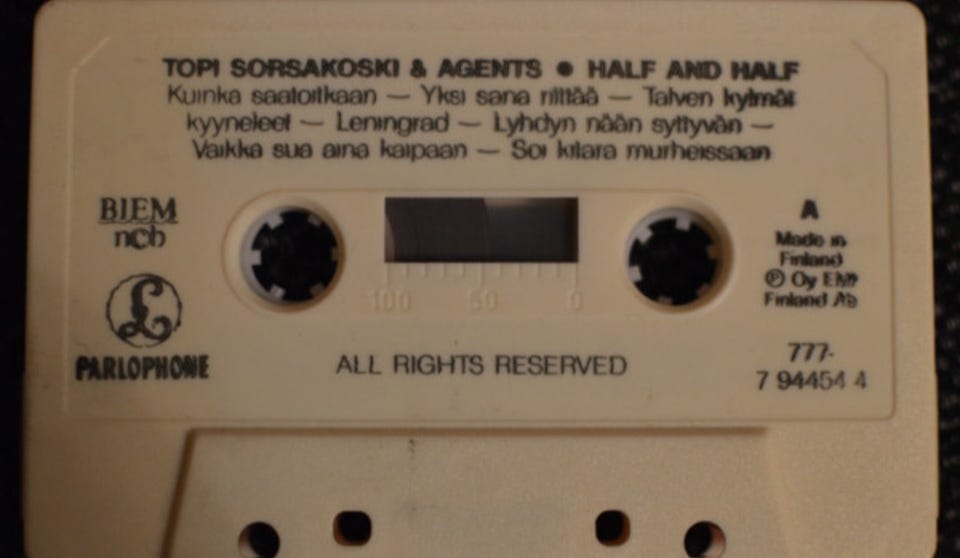 TOPI SORSAKOSKI & AGENTS ● HALF AND HALF
Kuinka saatoitkaan — Yksi sana riittää — Talven kylmät
kyyneleet — Leningrad — Lyhdyn nään syttyvän —
Vaikka sua aina kaipaan — Soi kitara murheissaan
BIEM
ncb
£
PARLOPHONE
100 50 0
ALL RIGHTS RESERVED
A
Made in
Finland
℗ Oy EMI
Finland Ab
777-
7 94454 4